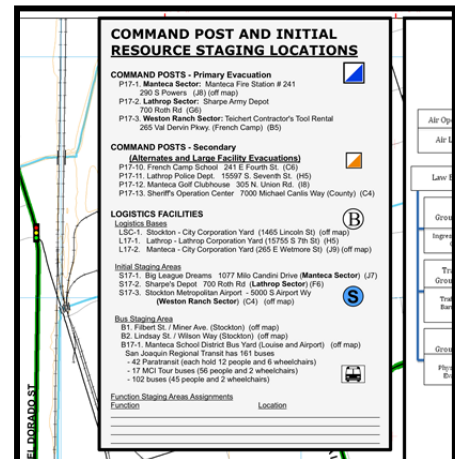 COMMAND POST AND INITIAL
RESOURCE STAGING LOCATIONS
COMMAND POSTS - Primary Evacuation
P17-1. Manteca Sector: Manteca Fire Station # 241
290 S Powers (J8) (off map)
P17-2. Lathrop Sector: Sharpe Army Depot
700 Roth Rd (G6)
P17-3. Weston Ranch Sector: Teichert Contractor's Tool Rental
265 Val Dervin Pkwy. (French Camp) (B5)
COMMAND POSTS - Secondary
(Alternates and Large Facility Evacuations)
P17-10. French Camp School 241 E Fourth St. (C6)
P17-11. Lathrop Police Dept. 15597 S. Seventh St. (H5)
P17-12. Manteca Golf Clubhouse 305 N. Union Rd. (I8)
P17-13. Sheriff's Operation Center 7000 Michael Canlis Way (County) (C4)
LOGISTICS FACILITIES
B
Logistics Bases
LSC-1. Stockton - City Corporation Yard (1465 Lincoln St) (off map)
L17-1. Lathrop - Lathrop Corporation Yard (15755 S 7th St) (H5)
L17-2. Manteca - City Corporation Yard (265 E Wetmore St) (J9) (off map)
Initial Staging Areas
S17-1. Big League Dreams 1077 Milo Candini Drive (Manteca Sector) (J7)
S17-2. Sharpe's Depot 700 Roth Rd (Lathrop Sector) (F6)
S17-3. Stockton Metropolitan Airport - 5000 S Airport Wy
(Weston Ranch Sector) (C4) (off map)
S
Bus Staging Area
B1. Filbert St. / Miner Ave. (Stockton) (off map)
B2. Lindsay St. / Wilson Way (Stockton) (off map)
B17-1. Manteca School District Bus Yard (Louise and Airport) (off map)
San Joaquin Regional Transit has 161 buses
- 42 Paratransit (each hold 12 people and 6 wheelchairs)
- 17 MCI Tour buses (56 people and 2 wheelchairs)
- 102 buses (45 people and 2 wheelchairs)
Function Staging Areas Assignments
Function Location
EL DORADO ST
Air Op
Air
Law
Grou
Ingre
Tra
Grou
Grou